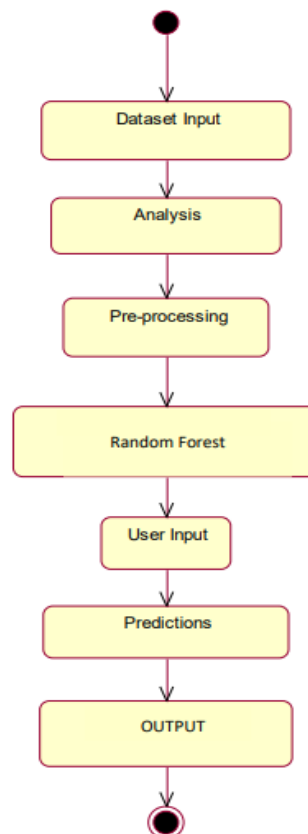 Dataset Input
Analysis
Pre-processing
Random Forest
User Input
Predictions
OUTPUT